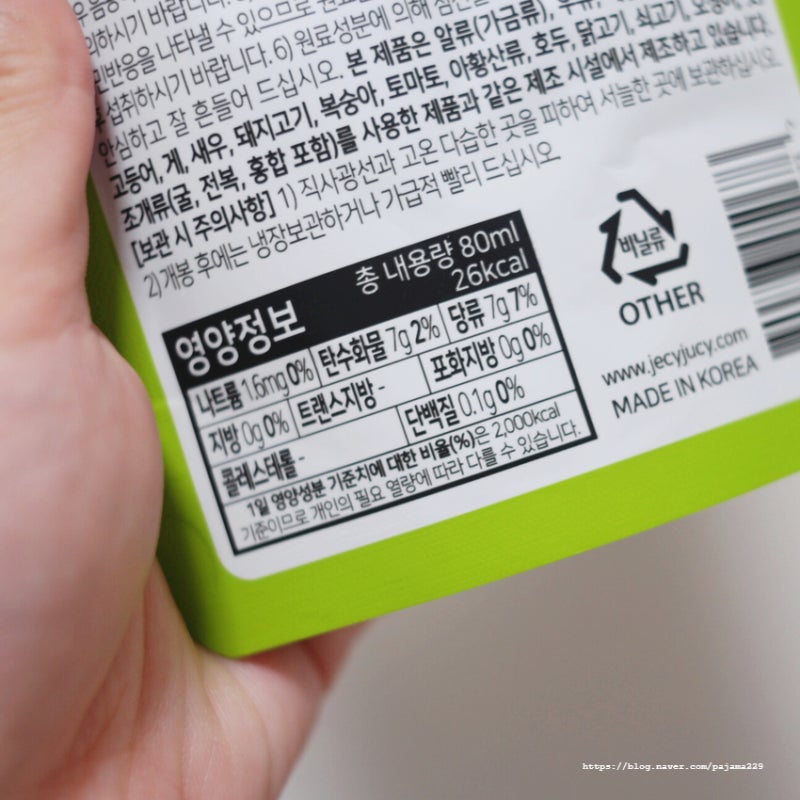 의하시기 바랍니다. 6) 원료성분에 의해
민반응을 나타낼 수 있으므로
섭취하시기 바랍니다.
안심하고 잘 흔들어 드십시오. 본 제품은 알류(가금류), 우유,
고등어, 게, 새우, 돼지고기, 복숭아, 토마토, 아황산류, 호두, 닭고기, 쇠고기, 오징어,
조개류(굴, 전복, 홍합 포함)를 사용한 제품과 같은 제조 시설에서 제조하고 있습니다.
[보관 시 주의사항] 1) 직사광선과 고온 다습한 곳을 피하여 서늘한 곳에 보관하십시오.
2) 개봉 후에는 냉장보관하거나 가급적 빨리 드십시오
영양정보
총 내용량 80ml
26kcal
나트륨 1.6mg 0% 탄수화물 7g 2% 당류 7g 7%
지방 0g 0% 트랜스지방 - 포화지방 0g 0%
콜레스테롤 - 단백질 0.1g 0%
1일 영양성분 기준치에 대한 비율(%)은 2,000kcal
기준이므로 개인의 필요 열량에 따라 다를 수 있습니다.
비닐류
OTHER
www.jecyjucy.com
MADE IN KOREA
https://blog.naver.com/pajama229